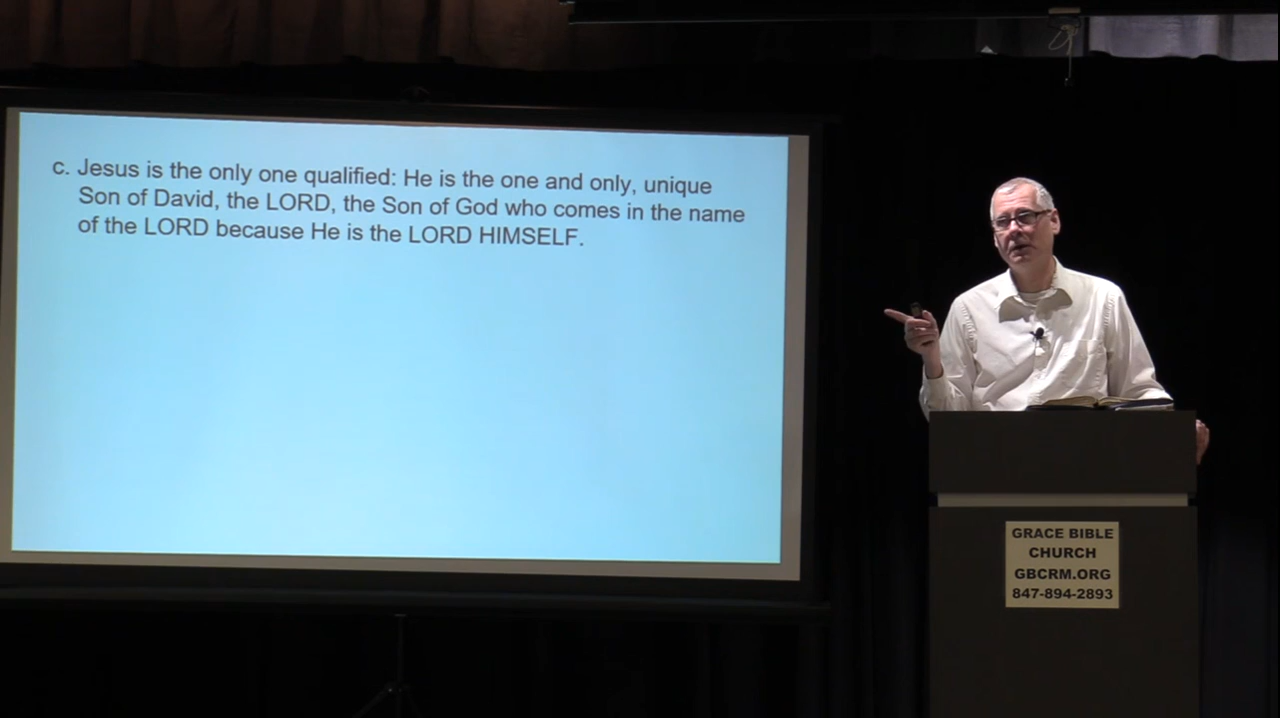 c. Jesus is the only one qualified: He is the one and only, unique
Son of David, the LORD, the Son of God who comes in the name
of the LORD because He is the LORD HIMSELF.
GRACE BIBLE
CHURCH
GBCRM.ORG
847-894-2893